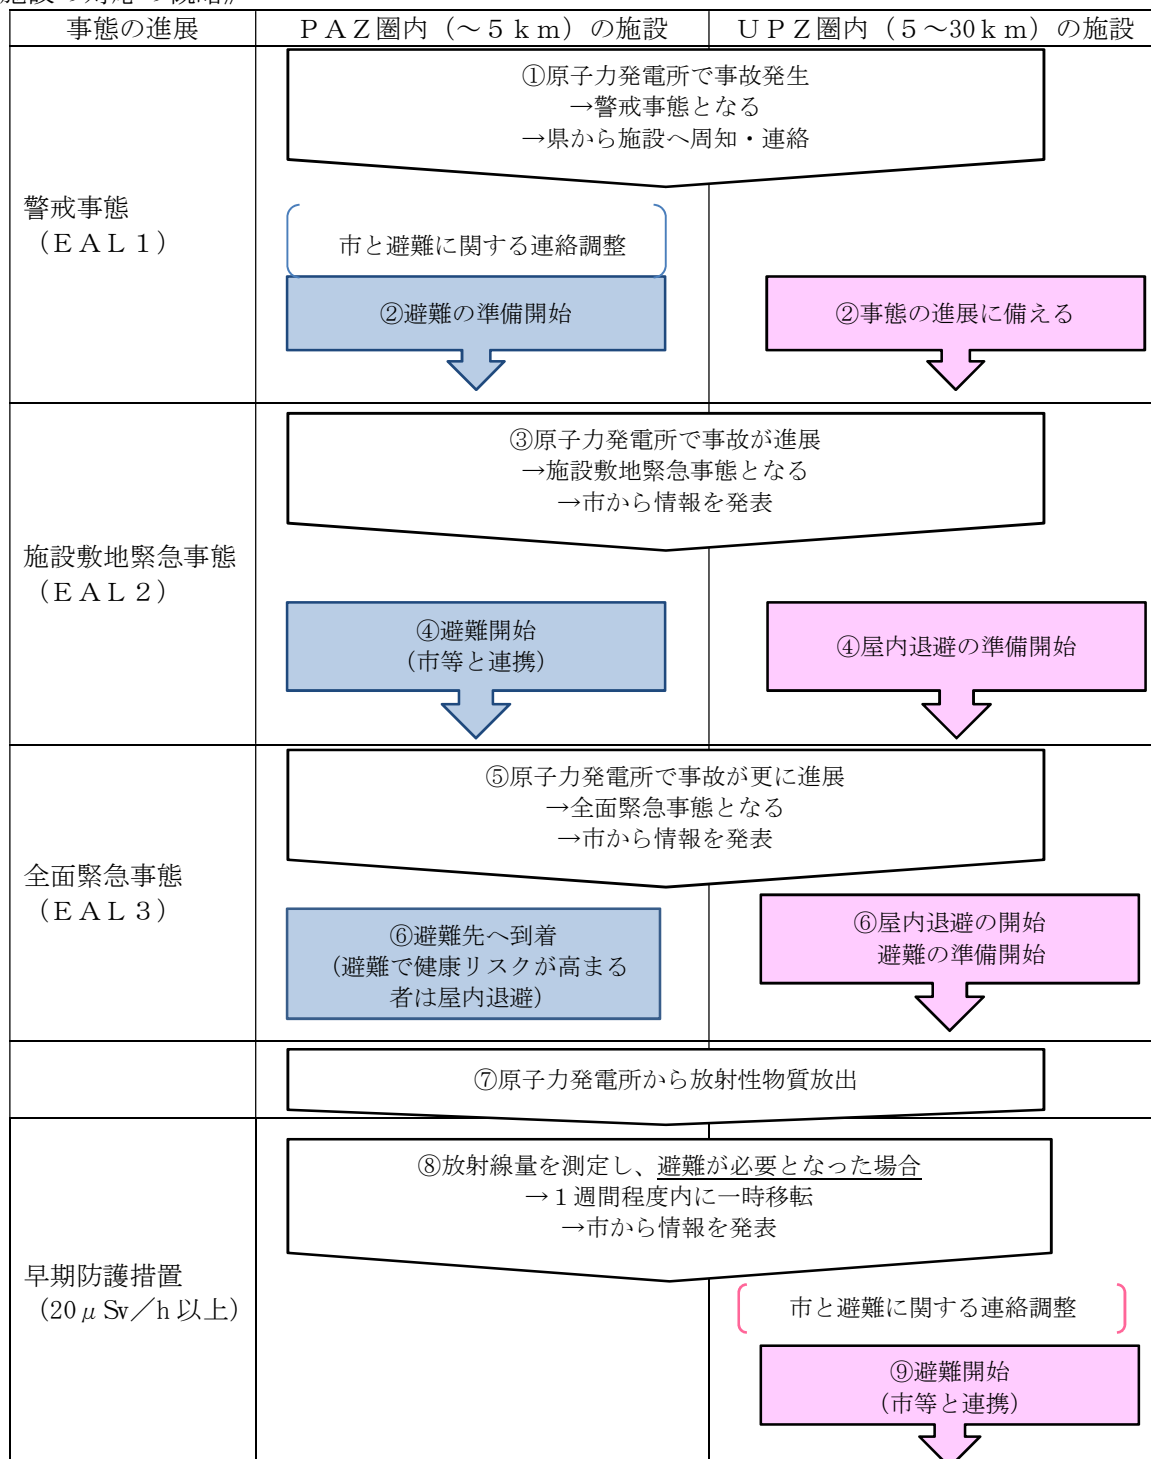 事態の進展
ＰＡＺ圏内（～５ｋｍ）の施設
ＵＰＺ圏内（５～30ｋｍ）の施設
①原子力発電所で事故発生
→警戒事態となる
→県から施設へ周知・連絡
警戒事態
（ＥＡＬ１）
市と避難に関する連絡調整
②避難の準備開始
②事態の進展に備える
③原子力発電所で事故が進展
→施設敷地緊急事態となる
→市から情報を発表
施設敷地緊急事態
（ＥＡＬ２）
④避難開始
（市等と連携）
④屋内退避の準備開始
⑤原子力発電所で事故が更に進展
→全面緊急事態となる
→市から情報を発表
全面緊急事態
（ＥＡＬ３）
⑥避難先へ到着
（避難で健康リスクが高まる
者は屋内退避）
⑥屋内退避の開始
避難の準備開始
⑦原子力発電所から放射性物質放出
⑧放射線量を測定し、避難が必要となった場合
→１週間程度内に一時移転
→市から情報を発表
早期防護措置
（20μSv／h以上）
市と避難に関する連絡調整
⑨避難開始
（市等と連携）